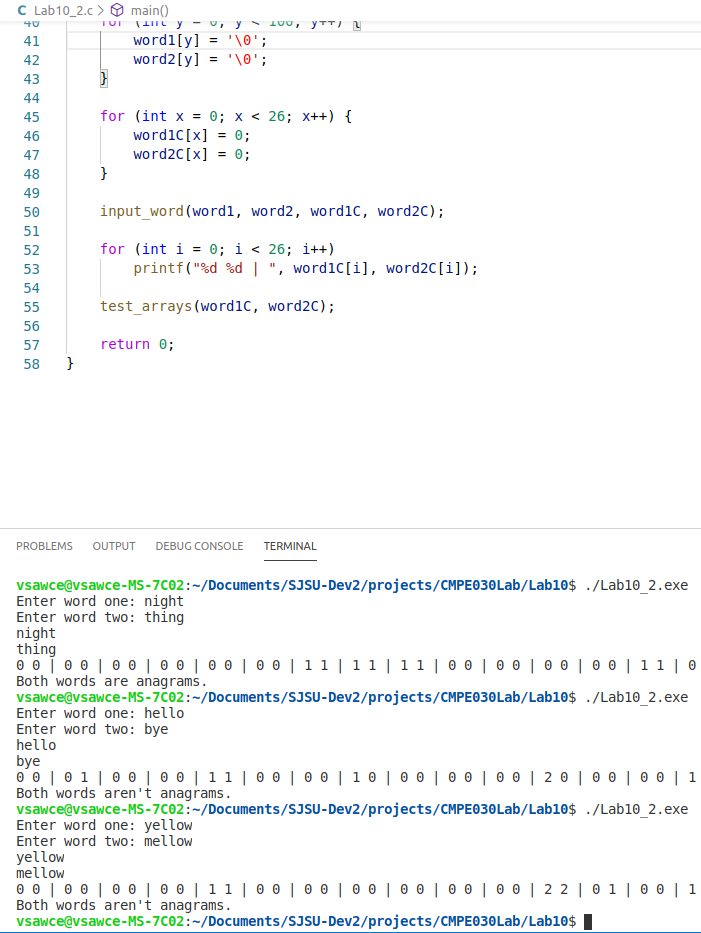 C Lab10_2.c > main()
40 for (int y = 0; y < 100; y++) {
41 word1[y] = '\0';
42 word2[y] = '\0';
43 }
44
45 for (int x = 0; x < 26; x++) {
46 word1C[x] = 0;
47 word2C[x] = 0;
48 }
49
50 input_word(word1, word2, word1C, word2C);
51
52 for (int i = 0; i < 26; i++)
53 printf("%d %d | ", word1C[i], word2C[i]);
54
55 test_arrays(word1C, word2C);
56
57 return 0;
58 }
PROBLEMS OUTPUT DEBUG CONSOLE TERMINAL
vsawce@vsawce-MS-7C02:~/Documents/SJSU-Dev2/projects/CMPE030Lab/Lab10$ ./Lab10_2.exe
Enter word one: night
Enter word two: thing
night
thing
0 0 | 0 0 | 0 0 | 0 0 | 0 0 | 0 0 | 1 1 | 1 1 | 1 1 | 0 0 | 0 0 | 0 0 | 0 0 | 1 1 | 0
Both words are anagrams.
vsawce@vsawce-MS-7C02:~/Documents/SJSU-Dev2/projects/CMPE030Lab/Lab10$ ./Lab10_2.exe
Enter word one: hello
Enter word two: bye
hello
bye
0 0 | 0 1 | 0 0 | 0 0 | 1 1 | 0 0 | 0 0 | 1 0 | 0 0 | 0 0 | 0 0 | 2 0 | 0 0 | 0 0 | 1
Both words aren't anagrams.
vsawce@vsawce-MS-7C02:~/Documents/SJSU-Dev2/projects/CMPE030Lab/Lab10$ ./Lab10_2.exe
Enter word one: yellow
Enter word two: mellow
yellow
mellow
0 0 | 0 0 | 0 0 | 0 0 | 1 1 | 0 0 | 0 0 | 0 0 | 0 0 | 0 0 | 0 0 | 2 2 | 0 1 | 0 0 | 1
Both words aren't anagrams.
vsawce@vsawce-MS-7C02:~/Documents/SJSU-Dev2/projects/CMPE030Lab/Lab10$